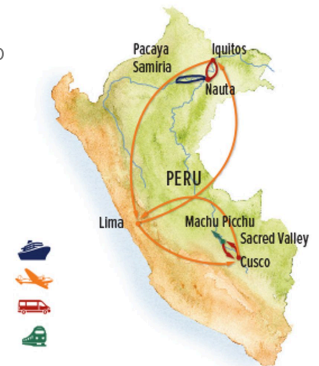 Pacaya
Samiria
Iquitos
Nauta
PERU
Lima
Machu Picchu
Sacred Valley
Cusco